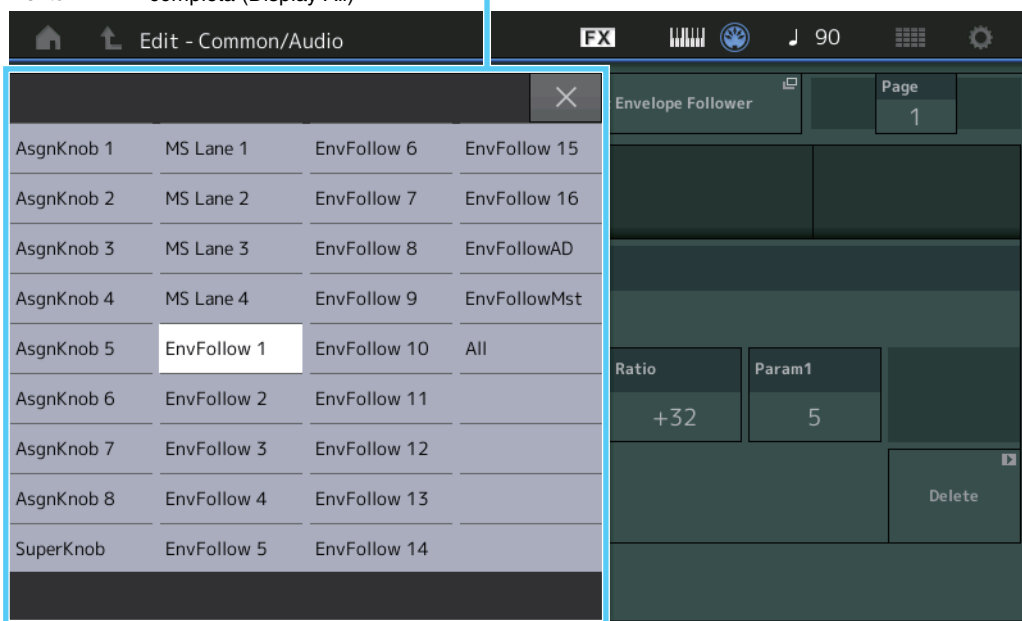 completa (Display All)
Edit - Common/Audio
FX
90
Envelope Follower
Page
1
AsgnKnob 1 MS Lane 1 EnvFollow 6 EnvFollow 15
AsgnKnob 2 MS Lane 2 EnvFollow 7 EnvFollow 16
AsgnKnob 3 MS Lane 3 EnvFollow 8 EnvFollowAD
AsgnKnob 4 MS Lane 4 EnvFollow 9 EnvFollowMst
AsgnKnob 5 EnvFollow 1 EnvFollow 10 All
AsgnKnob 6 EnvFollow 2 EnvFollow 11
AsgnKnob 7 EnvFollow 3 EnvFollow 12
AsgnKnob 8 EnvFollow 4 EnvFollow 13
SuperKnob EnvFollow 5 EnvFollow 14
Ratio
+32
Param1
5
Delete